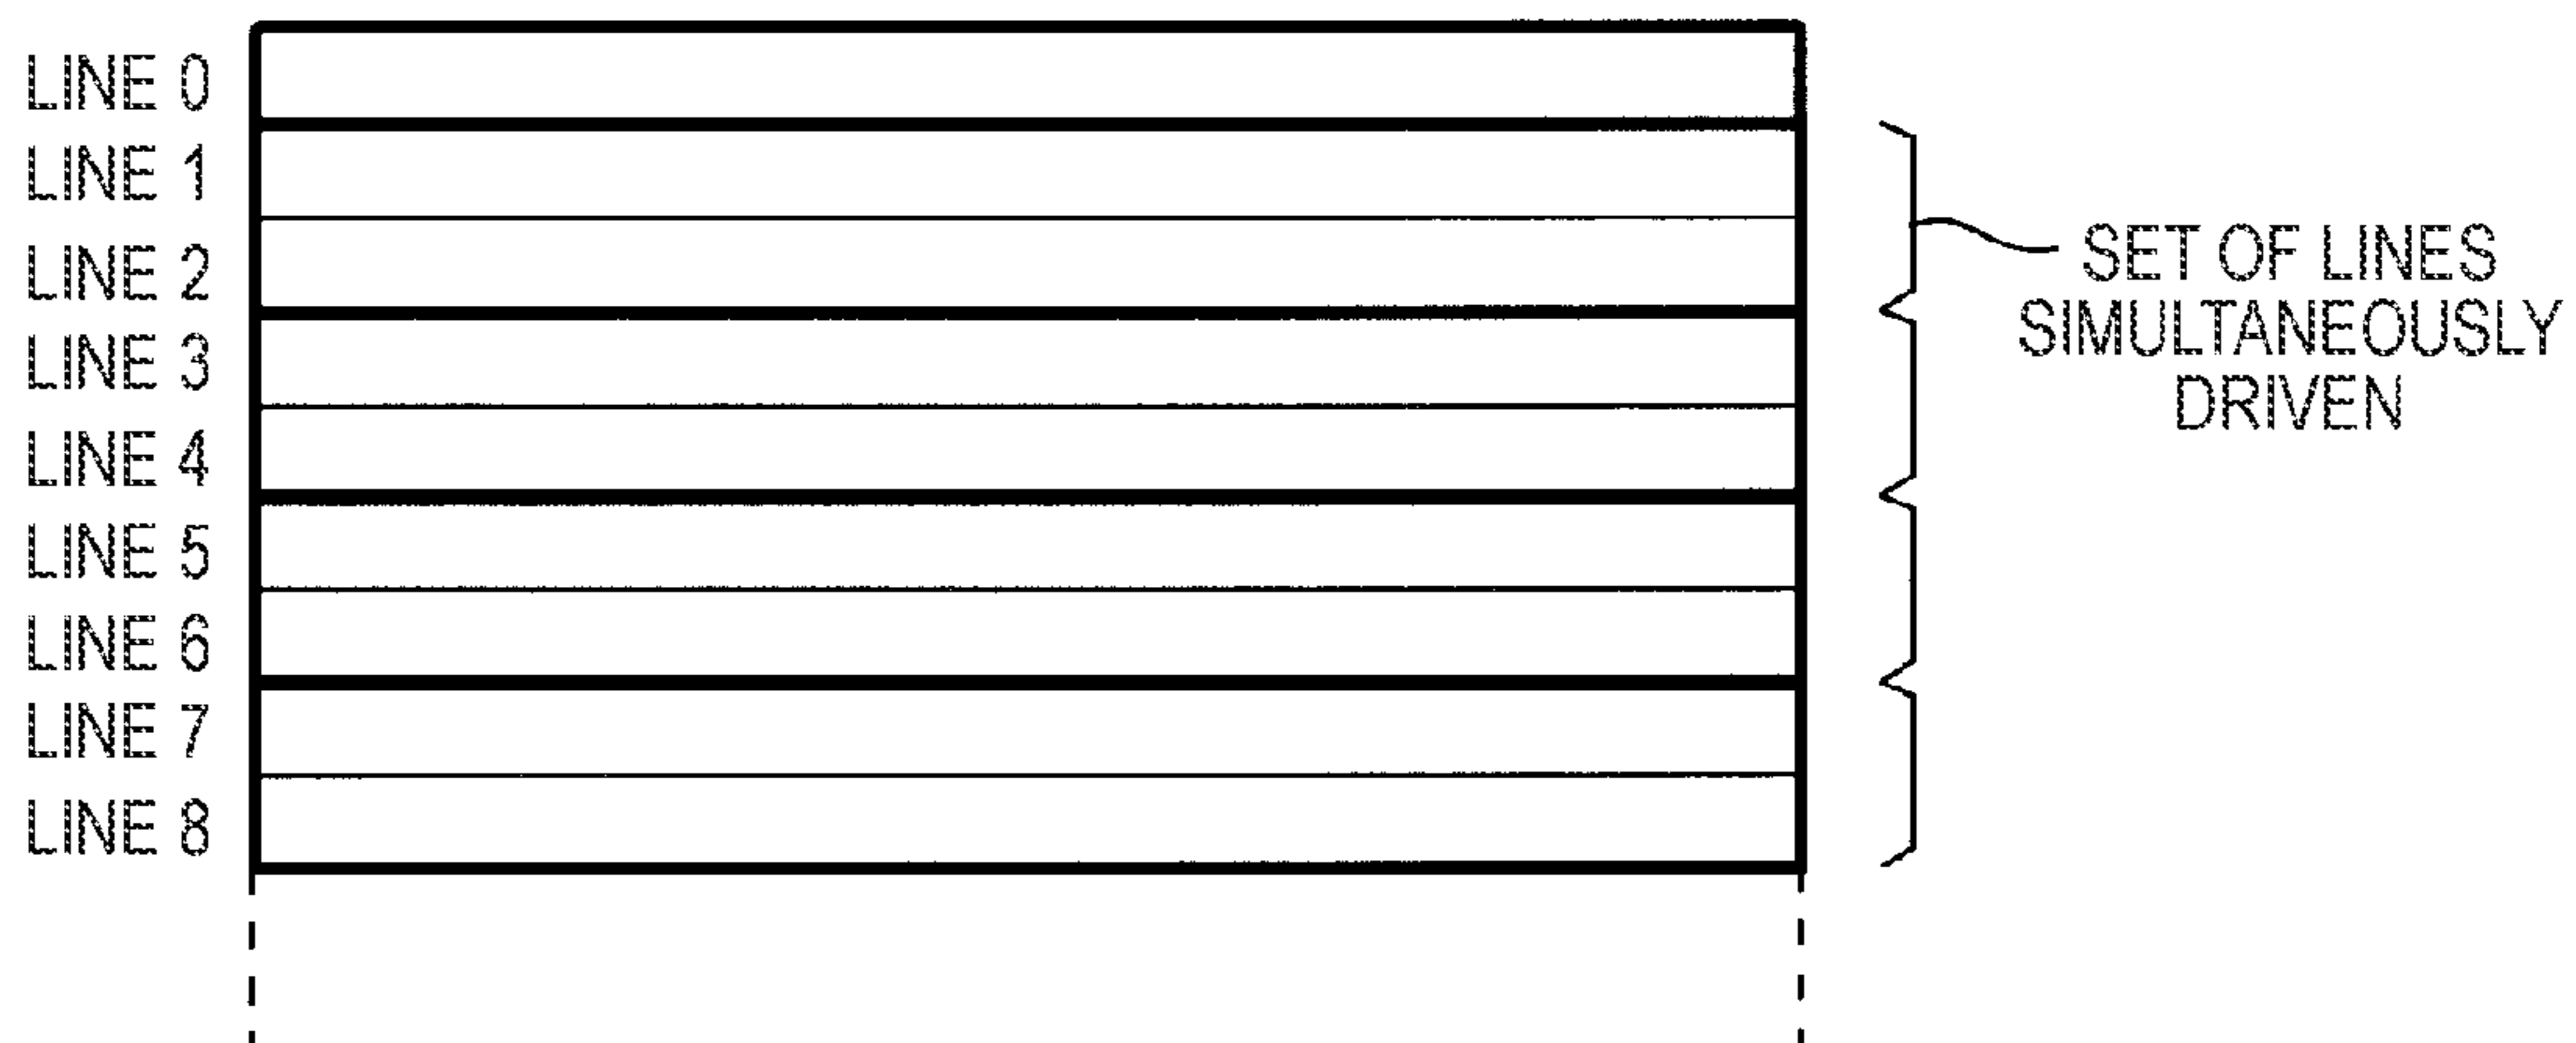 LINE 0
LINE 1
LINE 2
LINE 3
LINE 4
LINE 5
LINE 6
LINE 7
LINE 8
SET OF LINES
SIMULTANEOUSLY
DRIVEN